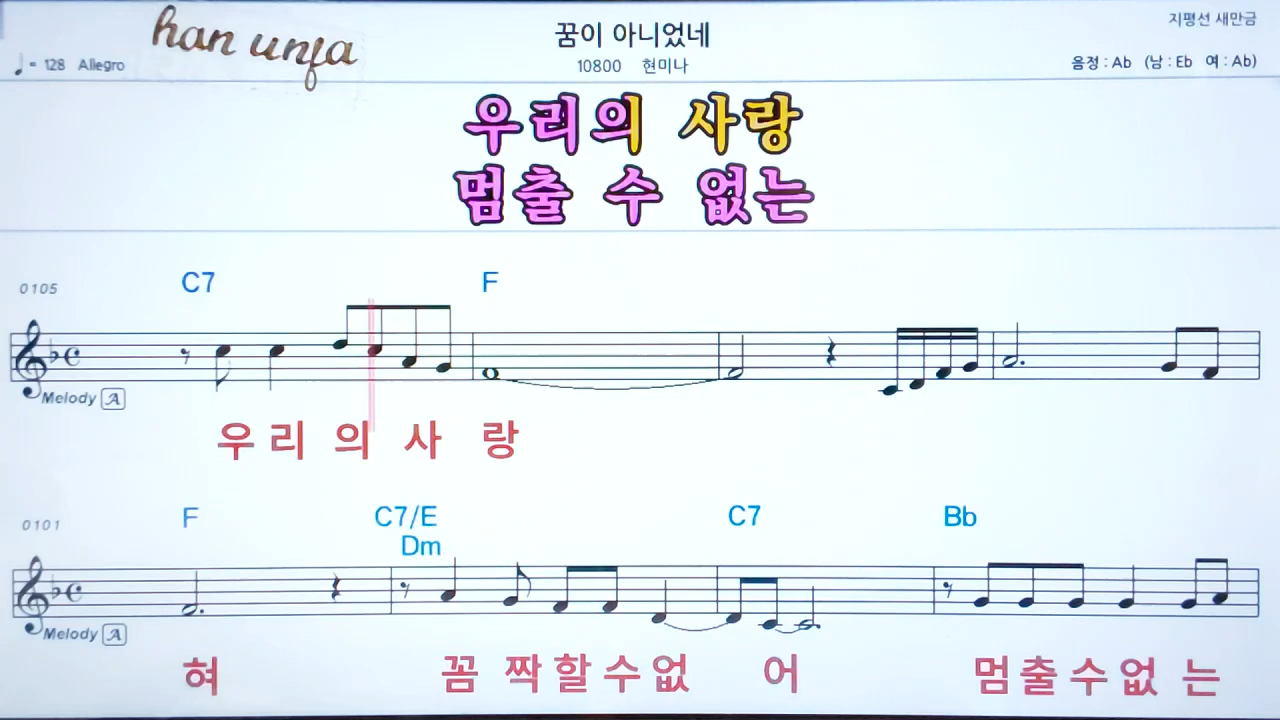 han unja
꿈이 아니었네
지평선 새만금
♩= 128 Allegro
10800 현미나
음정 : Ab (남 : Eb 여 : Ab)
우리의 사랑
멈출 수 없는
0105
C7 F
Melody A
우 리 의 사 랑
0101
F C7/E C7 Bb
Dm
Melody A
혀 꼼 짝 할 수 없 어 멈 출 수 없 는